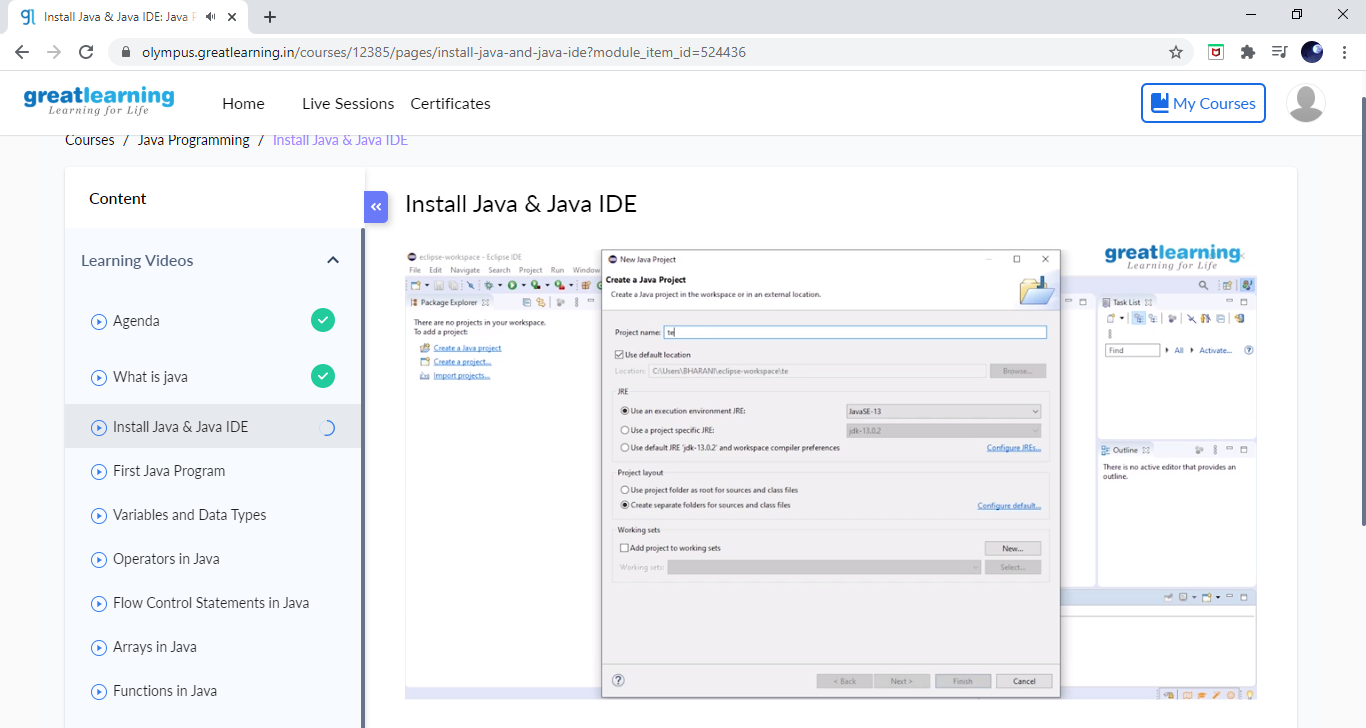 Install Java & Java IDE: Java P
olympus.greatlearning.in/courses/12385/pages/install-java-and-java-ide?module_item_id=524436
greatlearning
Learning for Life
Home Live Sessions Certificates
My Courses
Courses / Java Programming / Install Java & Java IDE
Content
Learning Videos
Agenda
What is java
Install Java & Java IDE
First Java Program
Variables and Data Types
Operators in Java
Flow Control Statements in Java
Arrays in Java
Functions in Java
Install Java & Java IDE
eclipse-workspace - Eclipse IDE
File Edit Navigate Search Project Run Window
Package Explorer
There are no projects in your workspace.
To add a project:
Create a Java project
Create a project...
Import projects...
New Java Project
Create a Java Project
Create a Java project in the workspace or in an external location.
Project name: te
Use default location
Location: C:\Users\BHARANI\eclipse-workspace\te Browse...
JRE
Use an execution environment JRE: JavaSE-13
Use a project specific JRE: jdk-13.0.2
Use default JRE 'jdk-13.0.2' and workspace compiler preferences Configure JREs...
Project layout
Use project folder as root for sources and class files
Create separate folders for sources and class files Configure default...
Working sets
Add project to working sets New...
Working sets: Select...
< Back Next > Finish Cancel
greatlearning
Learning for Life
Task List
Find All Activate...
Outline
There is no active editor that provides an
outline.